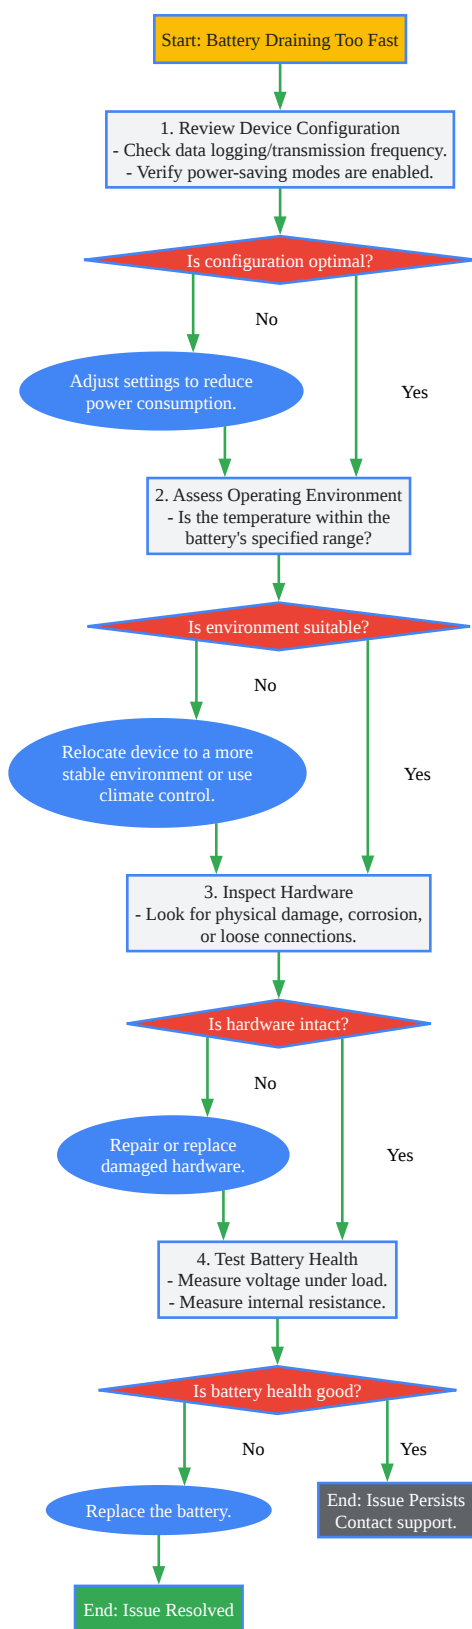 Start: Battery Draining Too Fast
1. Review Device Configuration
- Check data logging/transmission frequency.
- Verify power-saving modes are enabled.
Is configuration optimal?
No
Adjust settings to reduce
power consumption.
Yes
2. Assess Operating Environment
- Is the temperature within the
battery's specified range?
Is environment suitable?
No
Relocate device to a more
stable environment or use
climate control.
Yes
3. Inspect Hardware
- Look for physical damage, corrosion,
or loose connections.
Is hardware intact?
No
Repair or replace
damaged hardware.
Yes
4. Test Battery Health
- Measure voltage under load.
- Measure internal resistance.
Is battery health good?
No
Yes
Replace the battery.
End: Issue Persists
Contact support.
End: Issue Resolved